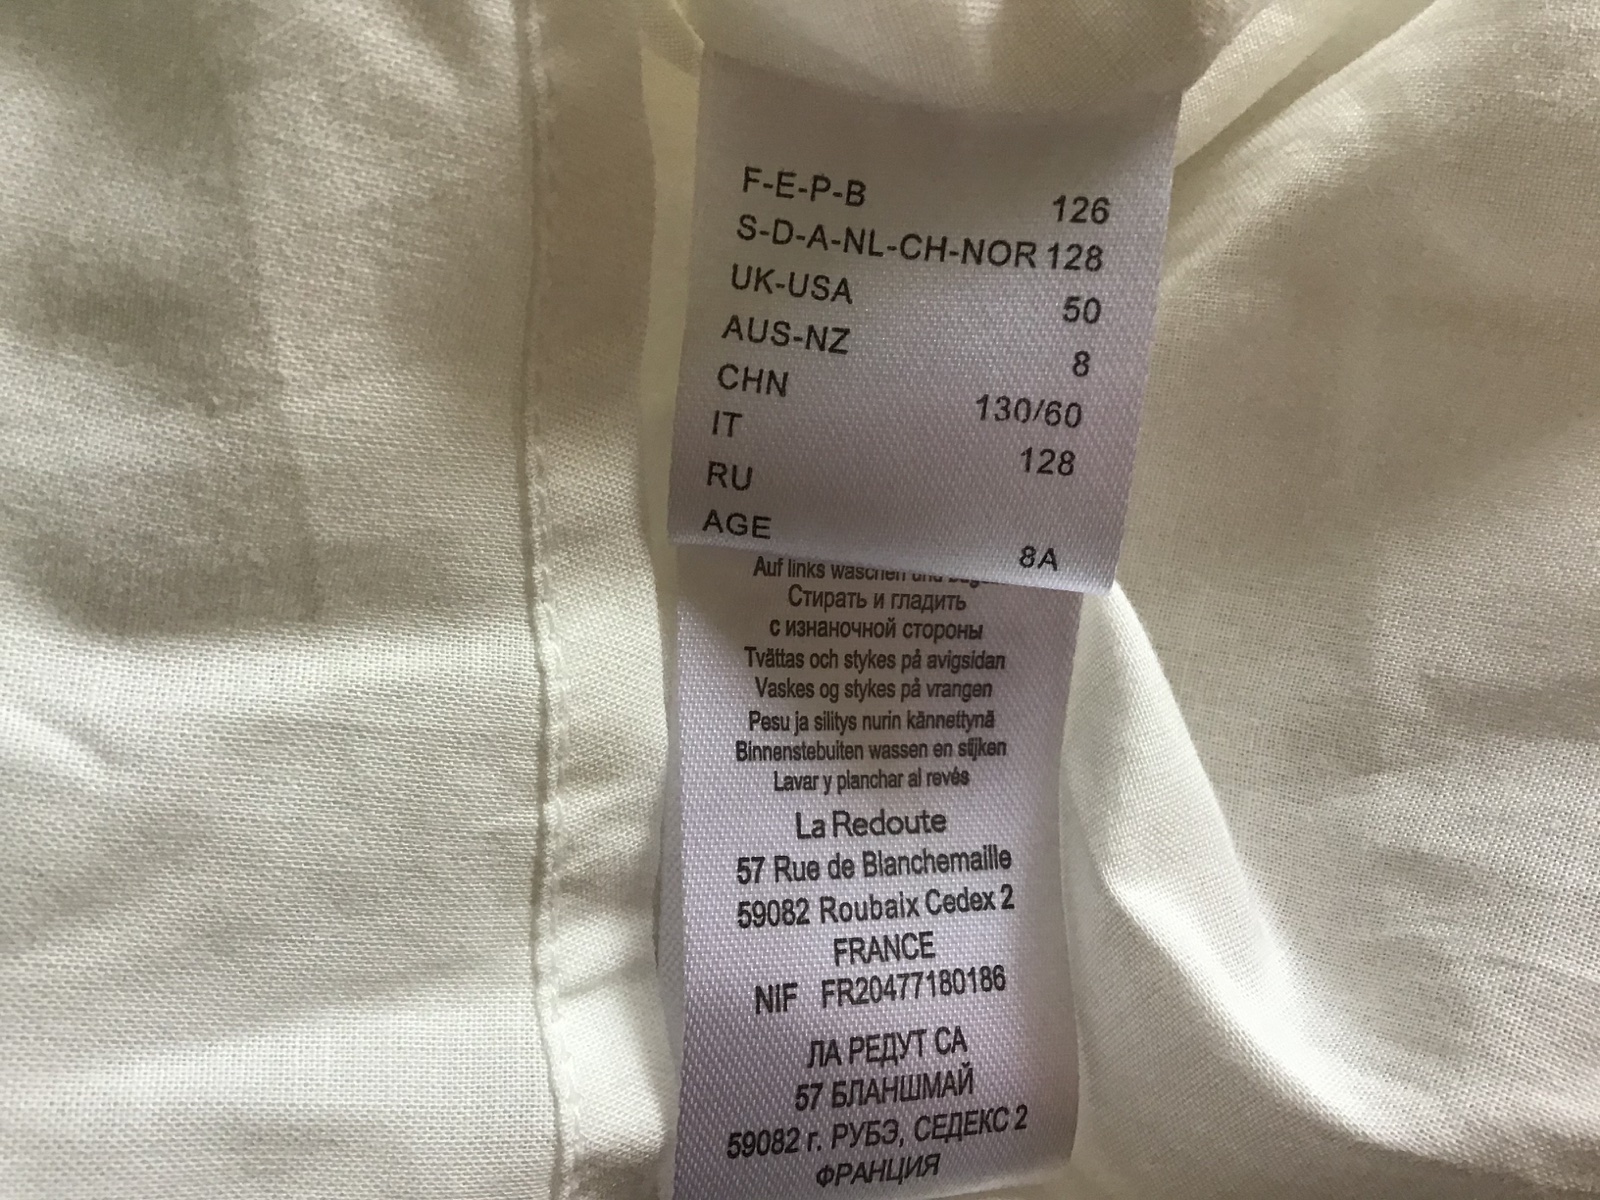 F-E-P-B 126
S-D-A-NL-CH-NOR 128
UK-USA 50
AUS-NZ 8
CHN 130/60
IT 128
RU
AGE 8A
Auf links waschen und
Стирать и гладить
с изнаночной стороны
Tvättas och stykes på avigsidan
Vaskes og stykes på vrangen
Pesu ja silitys nurin kännettynä
Binnenstebuiten wassen en stijken
Lavar y planchar al revés
La Redoute
57 Rue de Blanchemaille
59082 Roubaix Cedex 2
FRANCE
NIF FR20477180186
ЛА РЕДУТ СА
57 БЛАНШМАЙ
59082 г. РУБЭ, СЕДЕКС 2
ФРАНЦИЯ